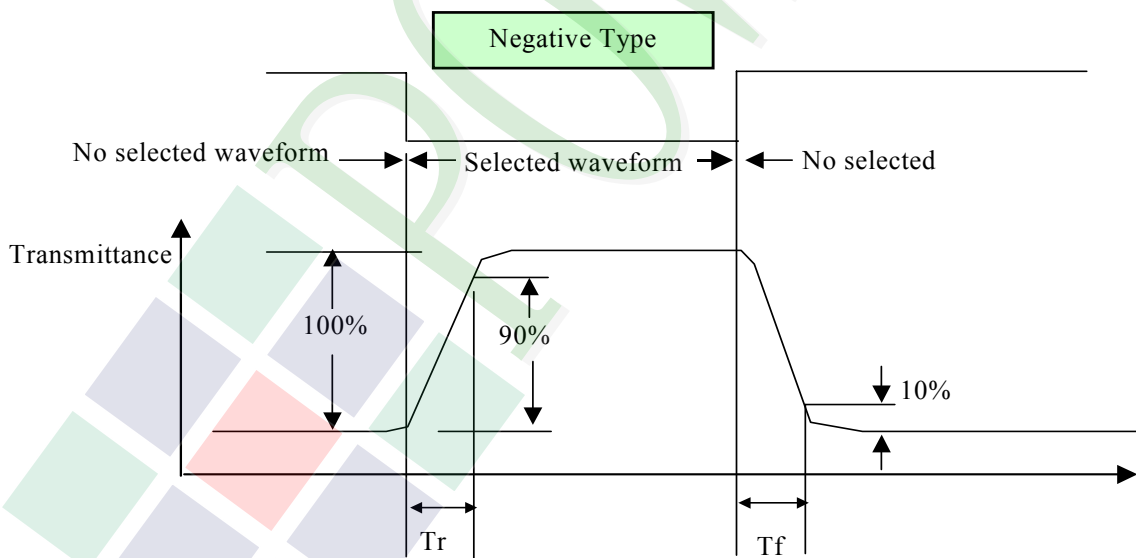 Negative Type
No selected waveform
Selected waveform
No selected
Transmittance
100%
90%
10%
Tr
Tf